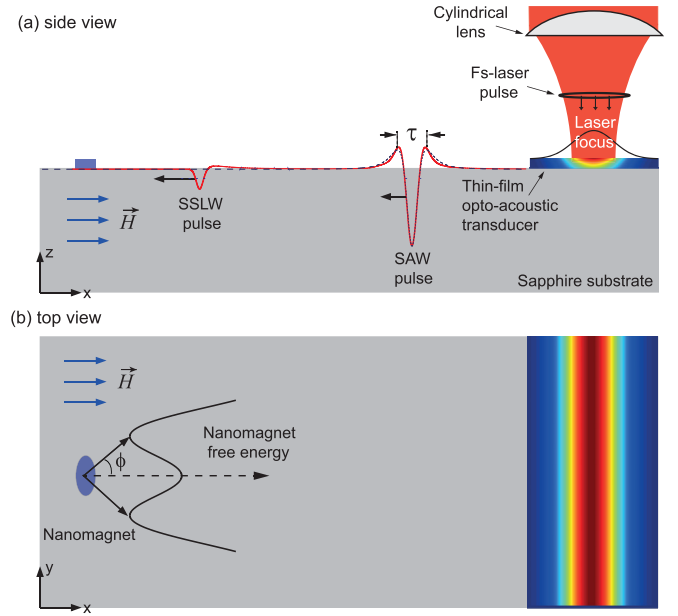 (a) side view
Cylindrical
lens
Fs-laser
pulse
Laser
focus
τ
Thin-film
opto-acoustic
transducer
SSLW
pulse
H
SAW
pulse
z
x
Sapphire substrate
(b) top view
H
Nanomagnet
free energy
ϕ
Nanomagnet
y
x